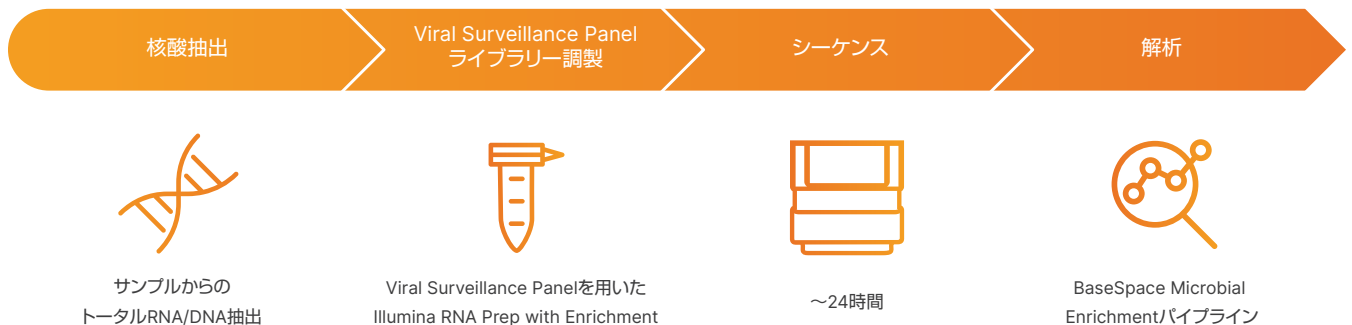 核酸抽出
Viral Surveillance Panel
ライブラリー調製
シーケンス
解析
サンプルからの
トータルRNA/DNA抽出
Viral Surveillance Panelを用いた
Illumina RNA Prep with Enrichment
～24時間
BaseSpace Microbial
Enrichmentパイプライン